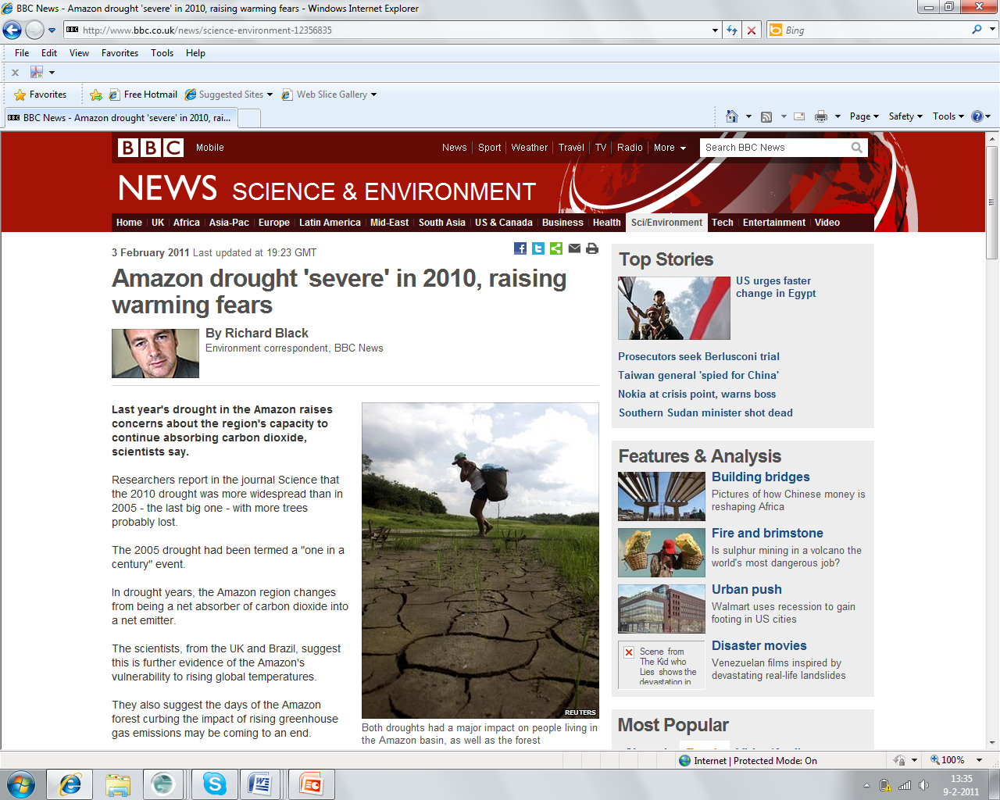 BBC News - Amazon drought 'severe' in 2010, raising warming fears - Windows Internet Explorer
BBC http://www.bbc.co.uk/news/science-environment-12356835
Bing
File Edit View Favorites Tools Help
Favorites Free Hotmail Suggested Sites Web Slice Gallery
BBC BBC News - Amazon drought 'severe' in 2010, rai...
Page Safety Tools
BBC Mobile News Sport Weather Travel TV Radio More Search BBC News
NEWS SCIENCE & ENVIRONMENT
Home UK Africa Asia-Pac Europe Latin America Mid-East South Asia US & Canada Business Health Sci/Environment Tech Entertainment Video
3 February 2011 Last updated at 19:23 GMT
Amazon drought 'severe' in 2010, raising
warming fears
By Richard Black
Environment correspondent, BBC News
Last year's drought in the Amazon raises
concerns about the region's capacity to
continue absorbing carbon dioxide,
scientists say.
Researchers report in the journal Science that
the 2010 drought was more widespread than in
2005 - the last big one - with more trees
probably lost.
The 2005 drought had been termed a "one in a
century" event.
In drought years, the Amazon region changes
from being a net absorber of carbon dioxide into
a net emitter.
The scientists, from the UK and Brazil, suggest
this is further evidence of the Amazon's
vulnerability to rising global temperatures.
They also suggest the days of the Amazon
forest curbing the impact of rising greenhouse
gas emissions may be coming to an end.
REUTERS
Both droughts had a major impact on people living in
the Amazon basin, as well as the forest
Top Stories
US urges faster
change in Egypt
Prosecutors seek Berlusconi trial
Taiwan general 'spied for China'
Nokia at crisis point, warns boss
Southern Sudan minister shot dead
Features & Analysis
Building bridges
Pictures of how Chinese money is
reshaping Africa
Fire and brimstone
Is sulphur mining in a volcano the
world's most dangerous job?
Urban push
Walmart uses recession to gain
footing in US cities
Scene from
The Kid who
Lies shows the
devastation in
Disaster movies
Venezuelan films inspired by
devastating real-life landslides
Most Popular
Internet | Protected Mode: On
100%
13:35
9-2-2011